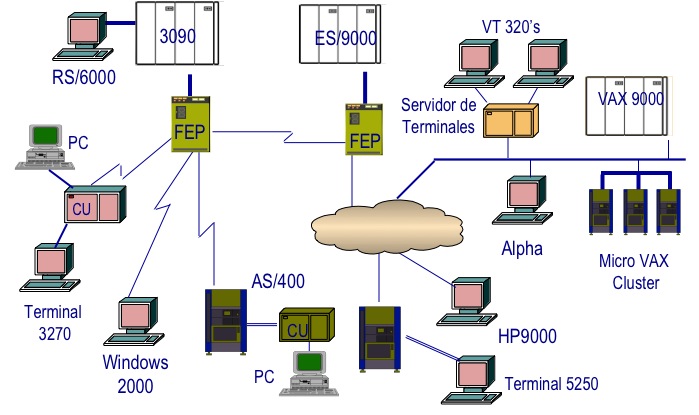 3090
ES/9000
VT 320's
RS/6000
Servidor de
Terminales
VAX 9000
FEP
FEP
PC
CU
Alpha
Micro VAX
Cluster
Terminal
3270
AS/400
CU
HP9000
Windows
2000
PC
Terminal 5250